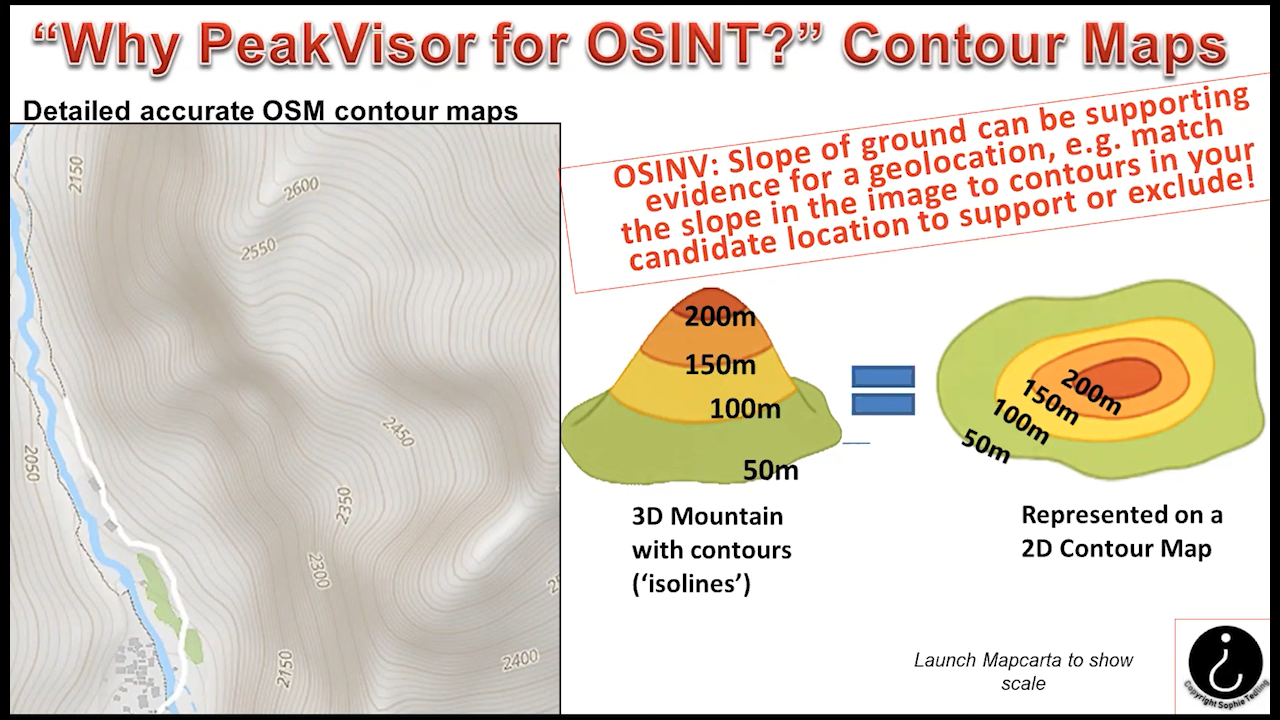 “Why PeakVisor for OSINT?” Contour Maps
Detailed accurate OSM contour maps
OSINV: Slope of ground can be supporting
evidence for a geolocation, e.g. match
the slope in the image to contours in your
candidate location to support or exclude!
2150
2600
2550
2450
2050
2350
2300
2150
2400
200m
150m
100m
50m
200m
150m
100m
50m
3D Mountain
with contours
(‘isolines’)
Represented on a
2D Contour Map
Launch Mapcarta to show
scale
Copyright Sophie Tedling